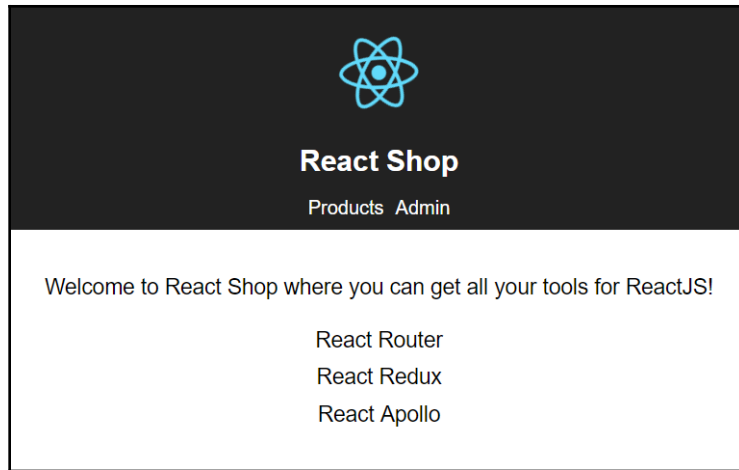 React Shop
Products Admin
Welcome to React Shop where you can get all your tools for ReactJS!
React Router
React Redux
React Apollo